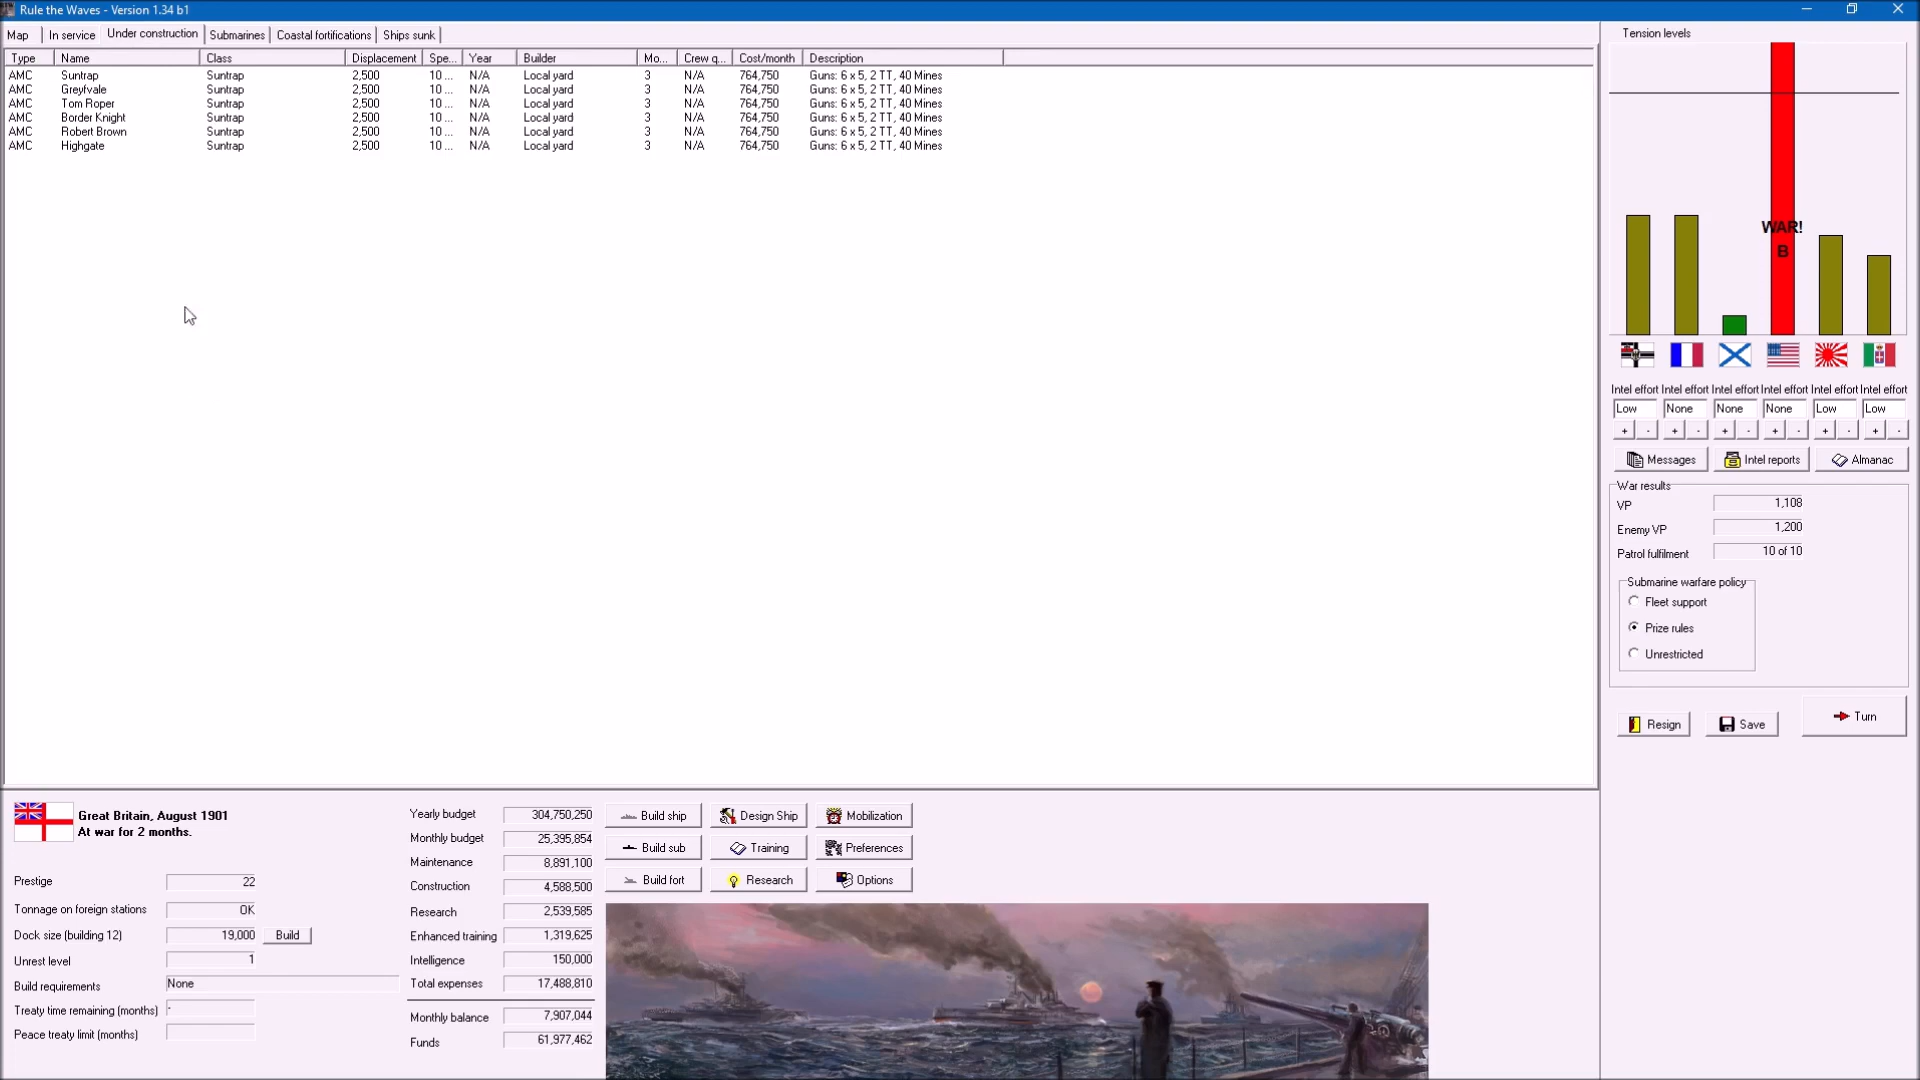 Rule the Waves - Version 1.34 b1
Map In service Under construction Submarines Coastal fortifications Ships sunk
Type Name Class Displacement Spe... Year Builder Mo... Crew q... Cost/month Description
AMC Suntrap Suntrap 2,500 10 ... N/A Local yard 3 N/A 764,750 Guns: 6 x 5, 2 TT, 40 Mines
AMC Greyfvale Suntrap 2,500 10 ... N/A Local yard 3 N/A 764,750 Guns: 6 x 5, 2 TT, 40 Mines
AMC Tom Roper Suntrap 2,500 10 ... N/A Local yard 3 N/A 764,750 Guns: 6 x 5, 2 TT, 40 Mines
AMC Border Knight Suntrap 2,500 10 ... N/A Local yard 3 N/A 764,750 Guns: 6 x 5, 2 TT, 40 Mines
AMC Robert Brown Suntrap 2,500 10 ... N/A Local yard 3 N/A 764,750 Guns: 6 x 5, 2 TT, 40 Mines
AMC Highgate Suntrap 2,500 10 ... N/A Local yard 3 N/A 764,750 Guns: 6 x 5, 2 TT, 40 Mines
Tension levels
WAR!
B
Intel effort Intel effort Intel effort Intel effort Intel effort Intel effort
Low None None None Low Low
+ - + - + - + - + - + -
Messages Intel reports Almanac
War results
VP 1,108
Enemy VP 1,200
Patrol fulfilment 10 of 10
Submarine warfare policy
Fleet support
Prize rules
Unrestricted
Resign Save Turn
Great Britain, August 1901
At war for 2 months.
Prestige 22
Tonnage on foreign stations OK
Dock size (building 12) 19,000 Build
Unrest level 1
Build requirements None
Treaty time remaining (months) -
Peace treaty limit (months)
Yearly budget 304,750,250
Monthly budget 25,395,854
Maintenance 8,891,100
Construction 4,588,500
Research 2,539,585
Enhanced training 1,319,625
Intelligence 150,000
Total expenses 17,488,810
Monthly balance 7,907,044
Funds 61,977,462
Build ship Design Ship Mobilization
Build sub Training Preferences
Build fort Research Options